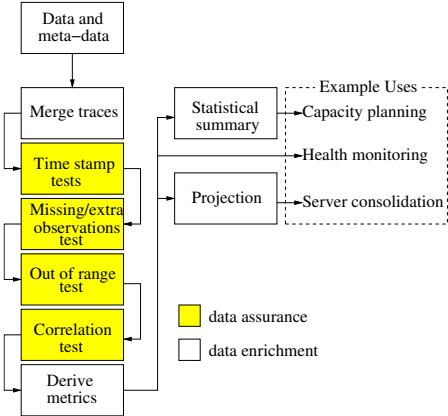 Data and
meta-data
Merge traces
Time stamp
tests
Missing/extra
observations
test
Out of range
test
Correlation
test
Derive
metrics
Statistical
summary
Projection
Example Uses
Capacity planning
Health monitoring
Server consolidation
data assurance
data enrichment